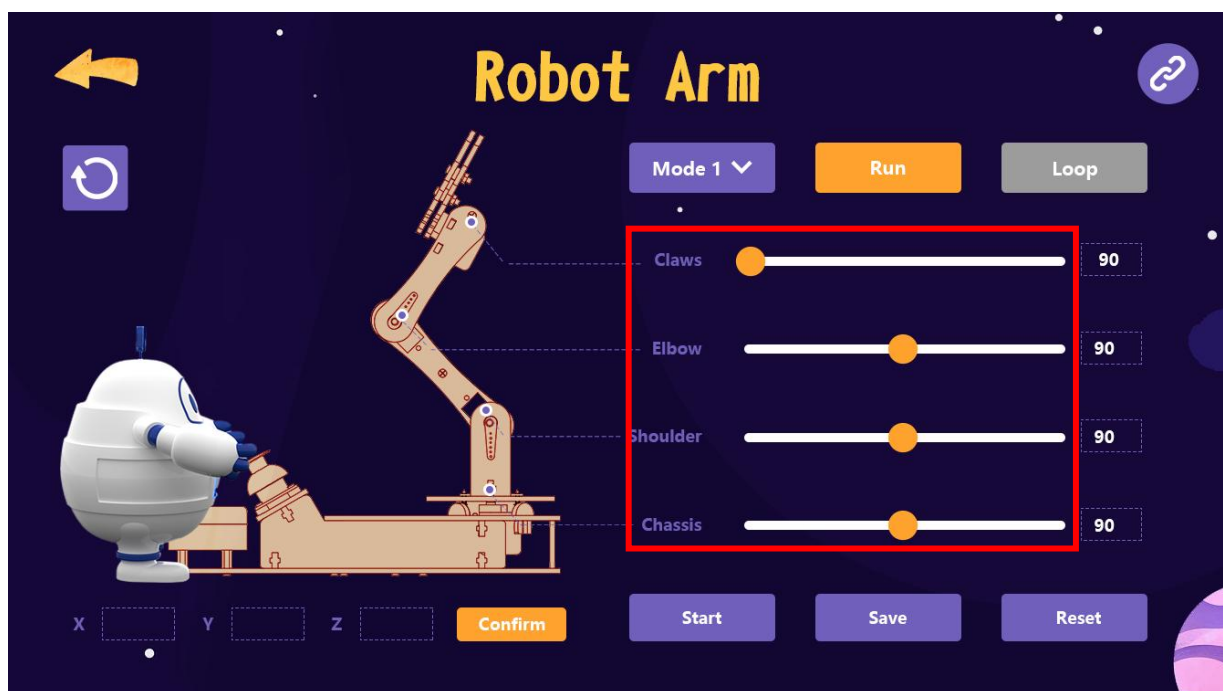 Robot Arm
Mode 1
Run
Loop
Claws
90
Elbow
90
Shoulder
90
Chassis
90
X
Y
Z
Confirm
Start
Save
Reset